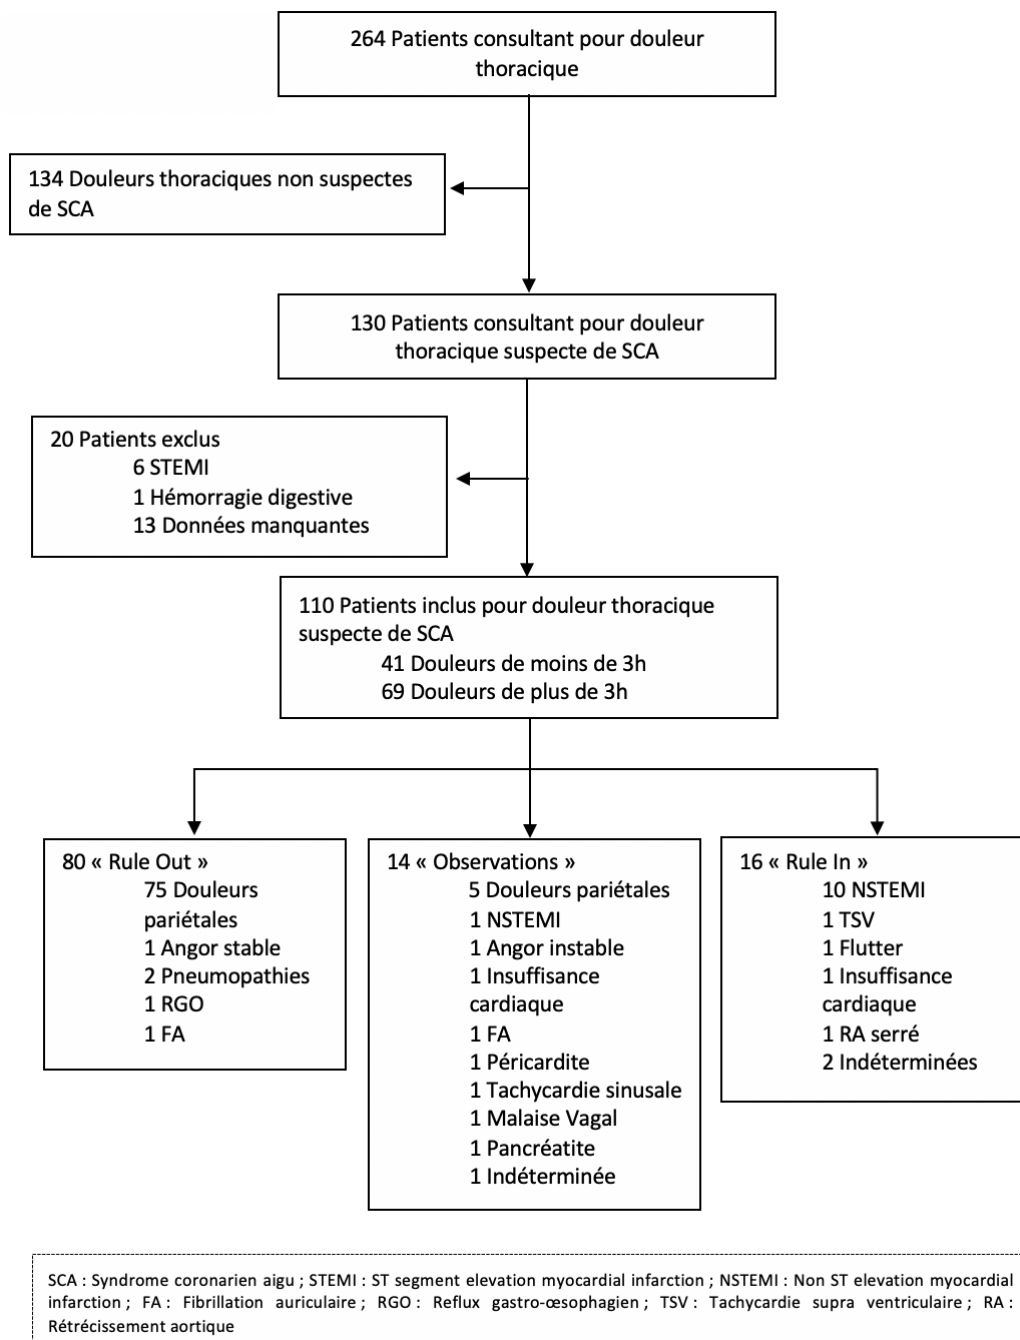 264 Patients consultant pour douleur
thoracique
134 Douleurs thoraciques non suspectes
de SCA
130 Patients consultant pour douleur
thoracique suspecte de SCA
20 Patients exclus
6 STEMI
1 Hémorragie digestive
13 Données manquantes
110 Patients inclus pour douleur thoracique
suspecte de SCA
41 Douleurs de moins de 3h
69 Douleurs de plus de 3h
80 « Rule Out »
75 Douleurs
pariétales
1 Angor stable
2 Pneumopathies
1 RGO
1 FA
14 « Observations »
5 Douleurs pariétales
1 NSTEMI
1 Angor instable
1 Insuffisance
cardiaque
1 FA
1 Péricardite
1 Tachycardie sinusale
1 Malaise Vagal
1 Pancréatite
1 Indéterminée
16 « Rule In »
10 NSTEMI
1 TSV
1 Flutter
1 Insuffisance
cardiaque
1 RA serré
2 Indéterminées
SCA : Syndrome coronarien aigu ; STEMI : ST segment elevation myocardial infarction ; NSTEMI : Non ST elevation myocardial
infarction ; FA : Fibrillation auriculaire ; RGO : Reflux gastro-œsophagien ; TSV : Tachycardie supra ventriculaire ; RA :
Rétrécissement aortique